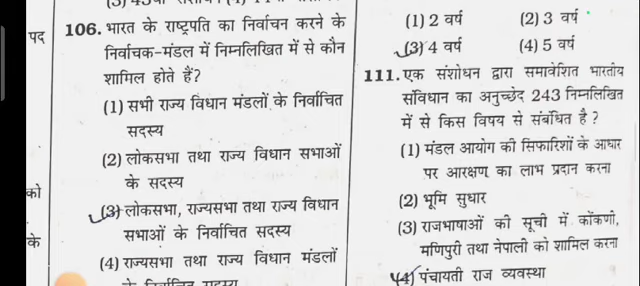 पद
को
के
106. भारत के राष्ट्रपति का निर्वाचन करने के
निर्वाचक-मंडल में निम्नलिखित में से कौन
शामिल होते हैं?
(1) सभी राज्य विधान मंडलों के निर्वाचित
सदस्य
(2) लोकसभा तथा राज्य विधान सभाओं
के सदस्य
(3) लोकसभा, राज्यसभा तथा राज्य विधान
सभाओं के निर्वाचित सदस्य
(4) राज्यसभा तथा राज्य विधान मंडलों
(1) 2 वर्ष (2) 3 वर्ष
(3) 4 वर्ष (4) 5 वर्ष
111. एक संशोधन द्वारा समावेशित भारतीय
संविधान का अनुच्छेद 243 निम्नलिखित
में से किस विषय से संबंधित है ?
(1) मंडल आयोग की सिफारिशों के आधार
पर आरक्षण का लाभ प्रदान करना
(2) भूमि सुधार
(3) राजभाषाओं की सूची में कोंकणी,
मणिपुरी तथा नेपाली को शामिल करना
(4) पंचायती राज व्यवस्था